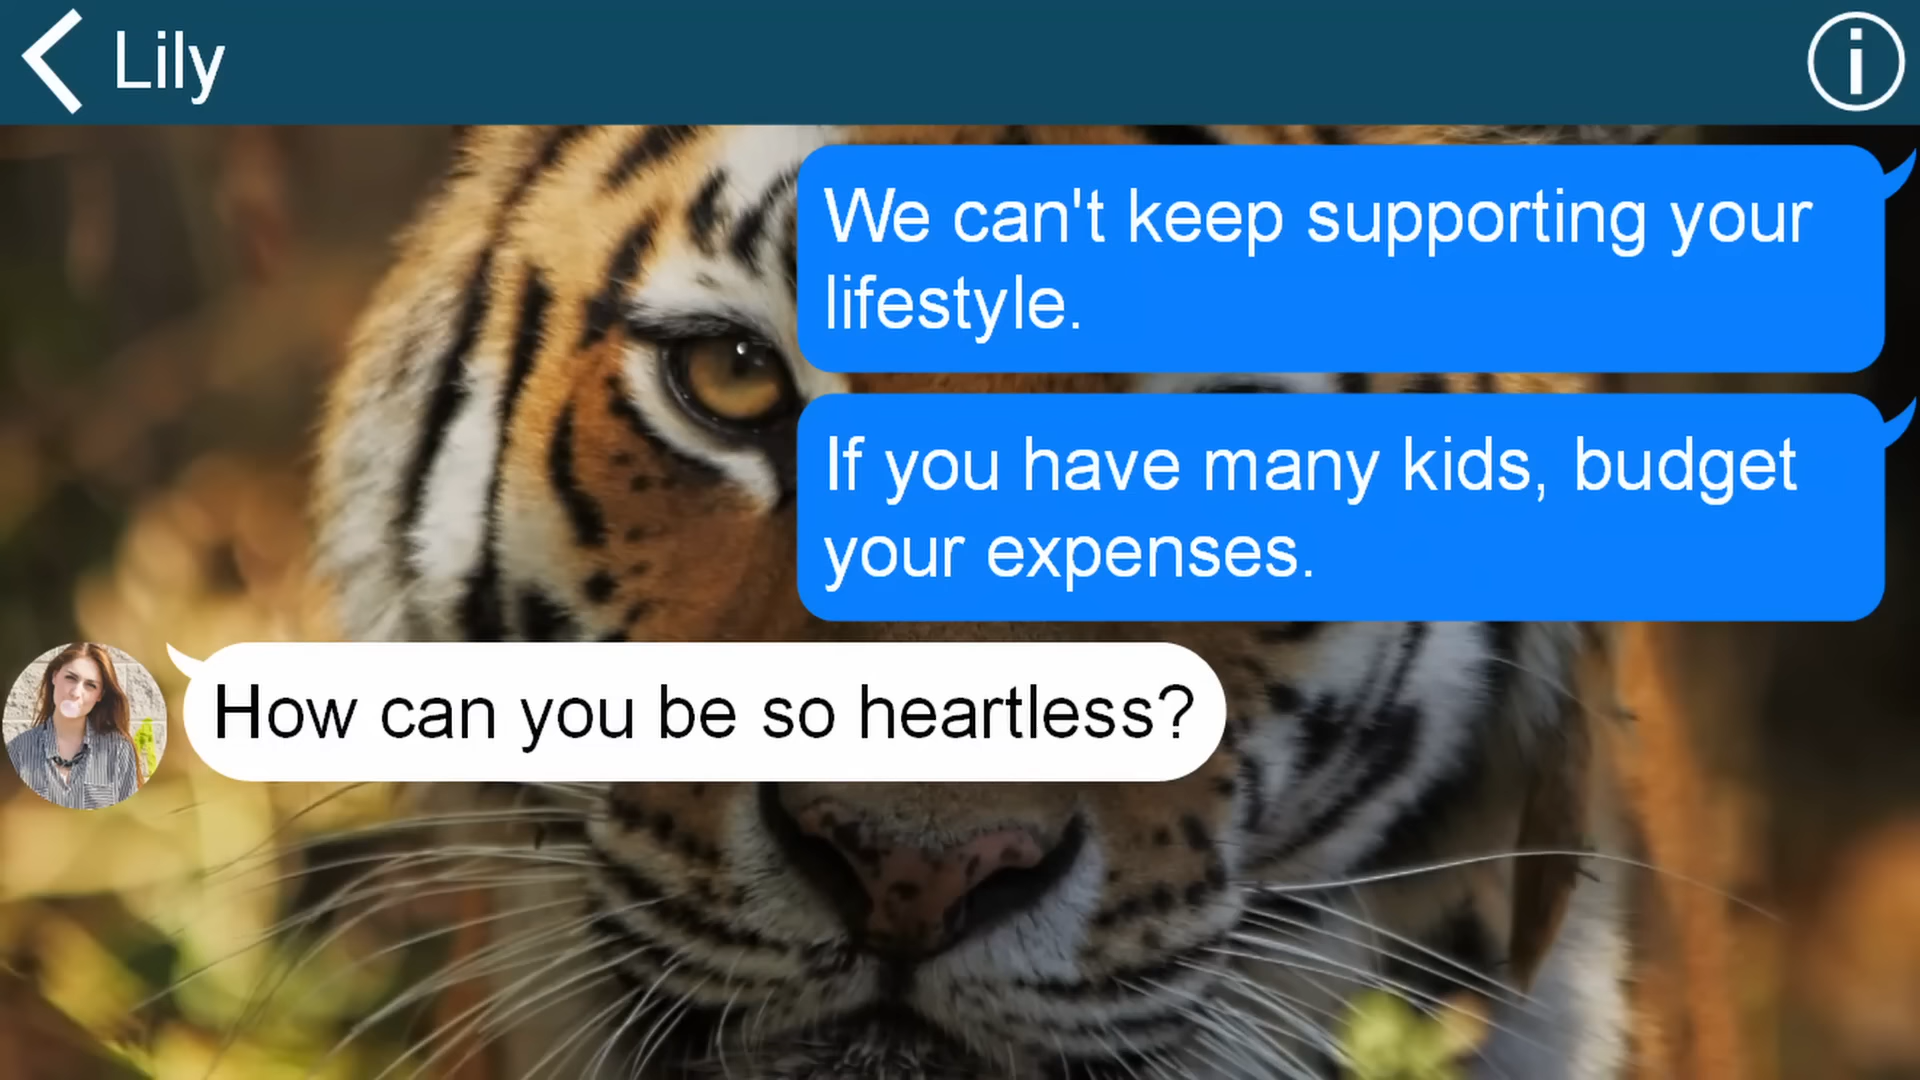 Lily
We can't keep supporting your
lifestyle.
If you have many kids, budget
your expenses.
How can you be so heartless?